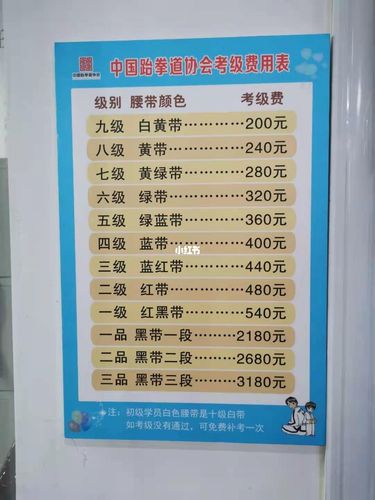 中国跆拳道协会考级费用表
级别 腰带颜色 考级费
九级 白黄带…………200元
八级 黄带……………240元
七级 黄绿带…………280元
六级 绿带……………320元
五级 绿蓝带…………360元
四级 蓝带……………400元
三级 蓝红带…………440元
二级 红带……………480元
一级 红黑带…………540元
一品 黑带一段………2180元
二品 黑带二段………2680元
三品 黑带三段………3180元
注：初级学员白色腰带是十级白带
如考级没有通过，可免费补考一次
小红书